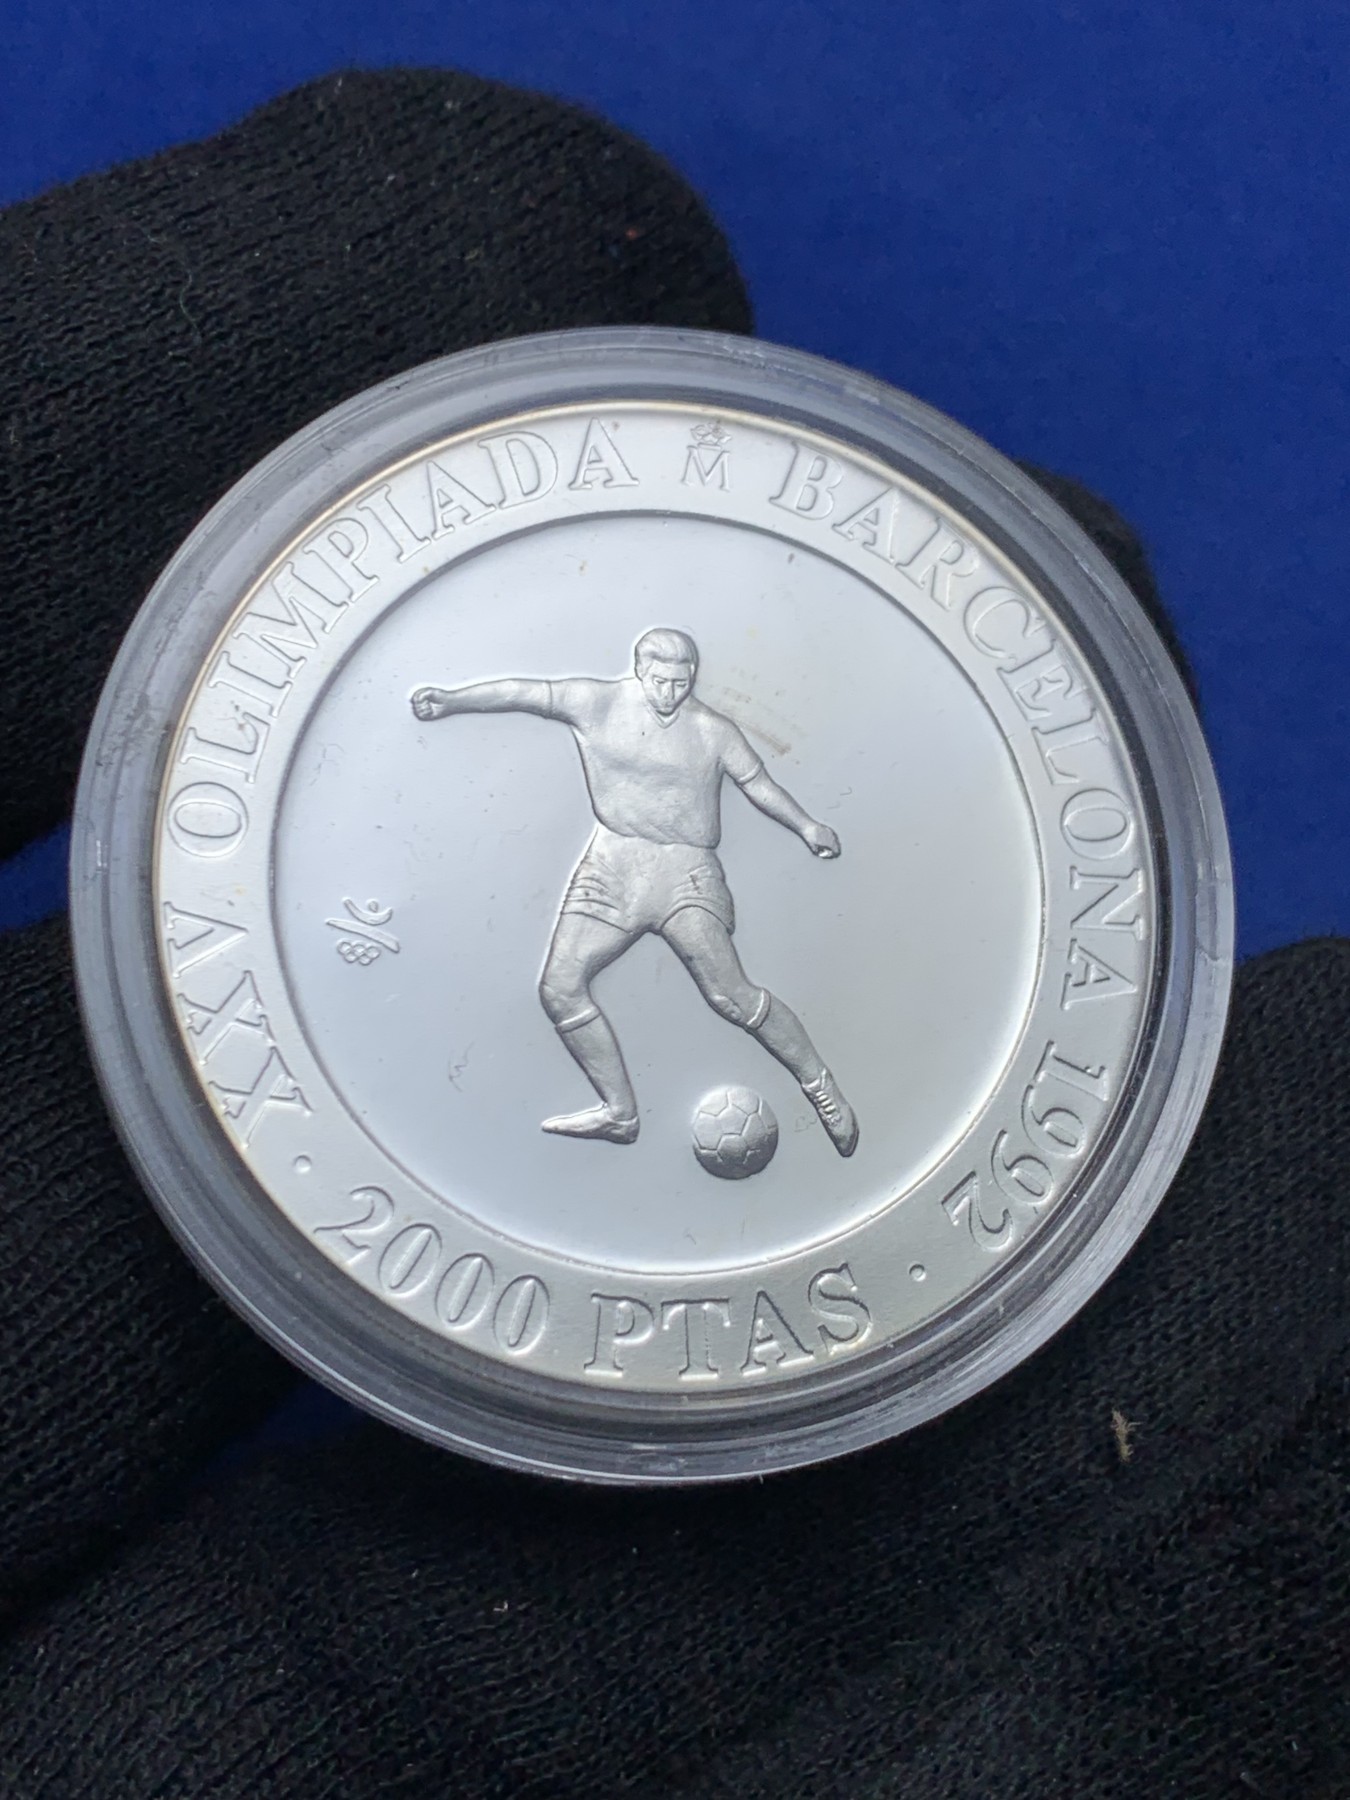 XXV OLIMPIADA M BARCELONA 1992
· 2000 PTAS ·